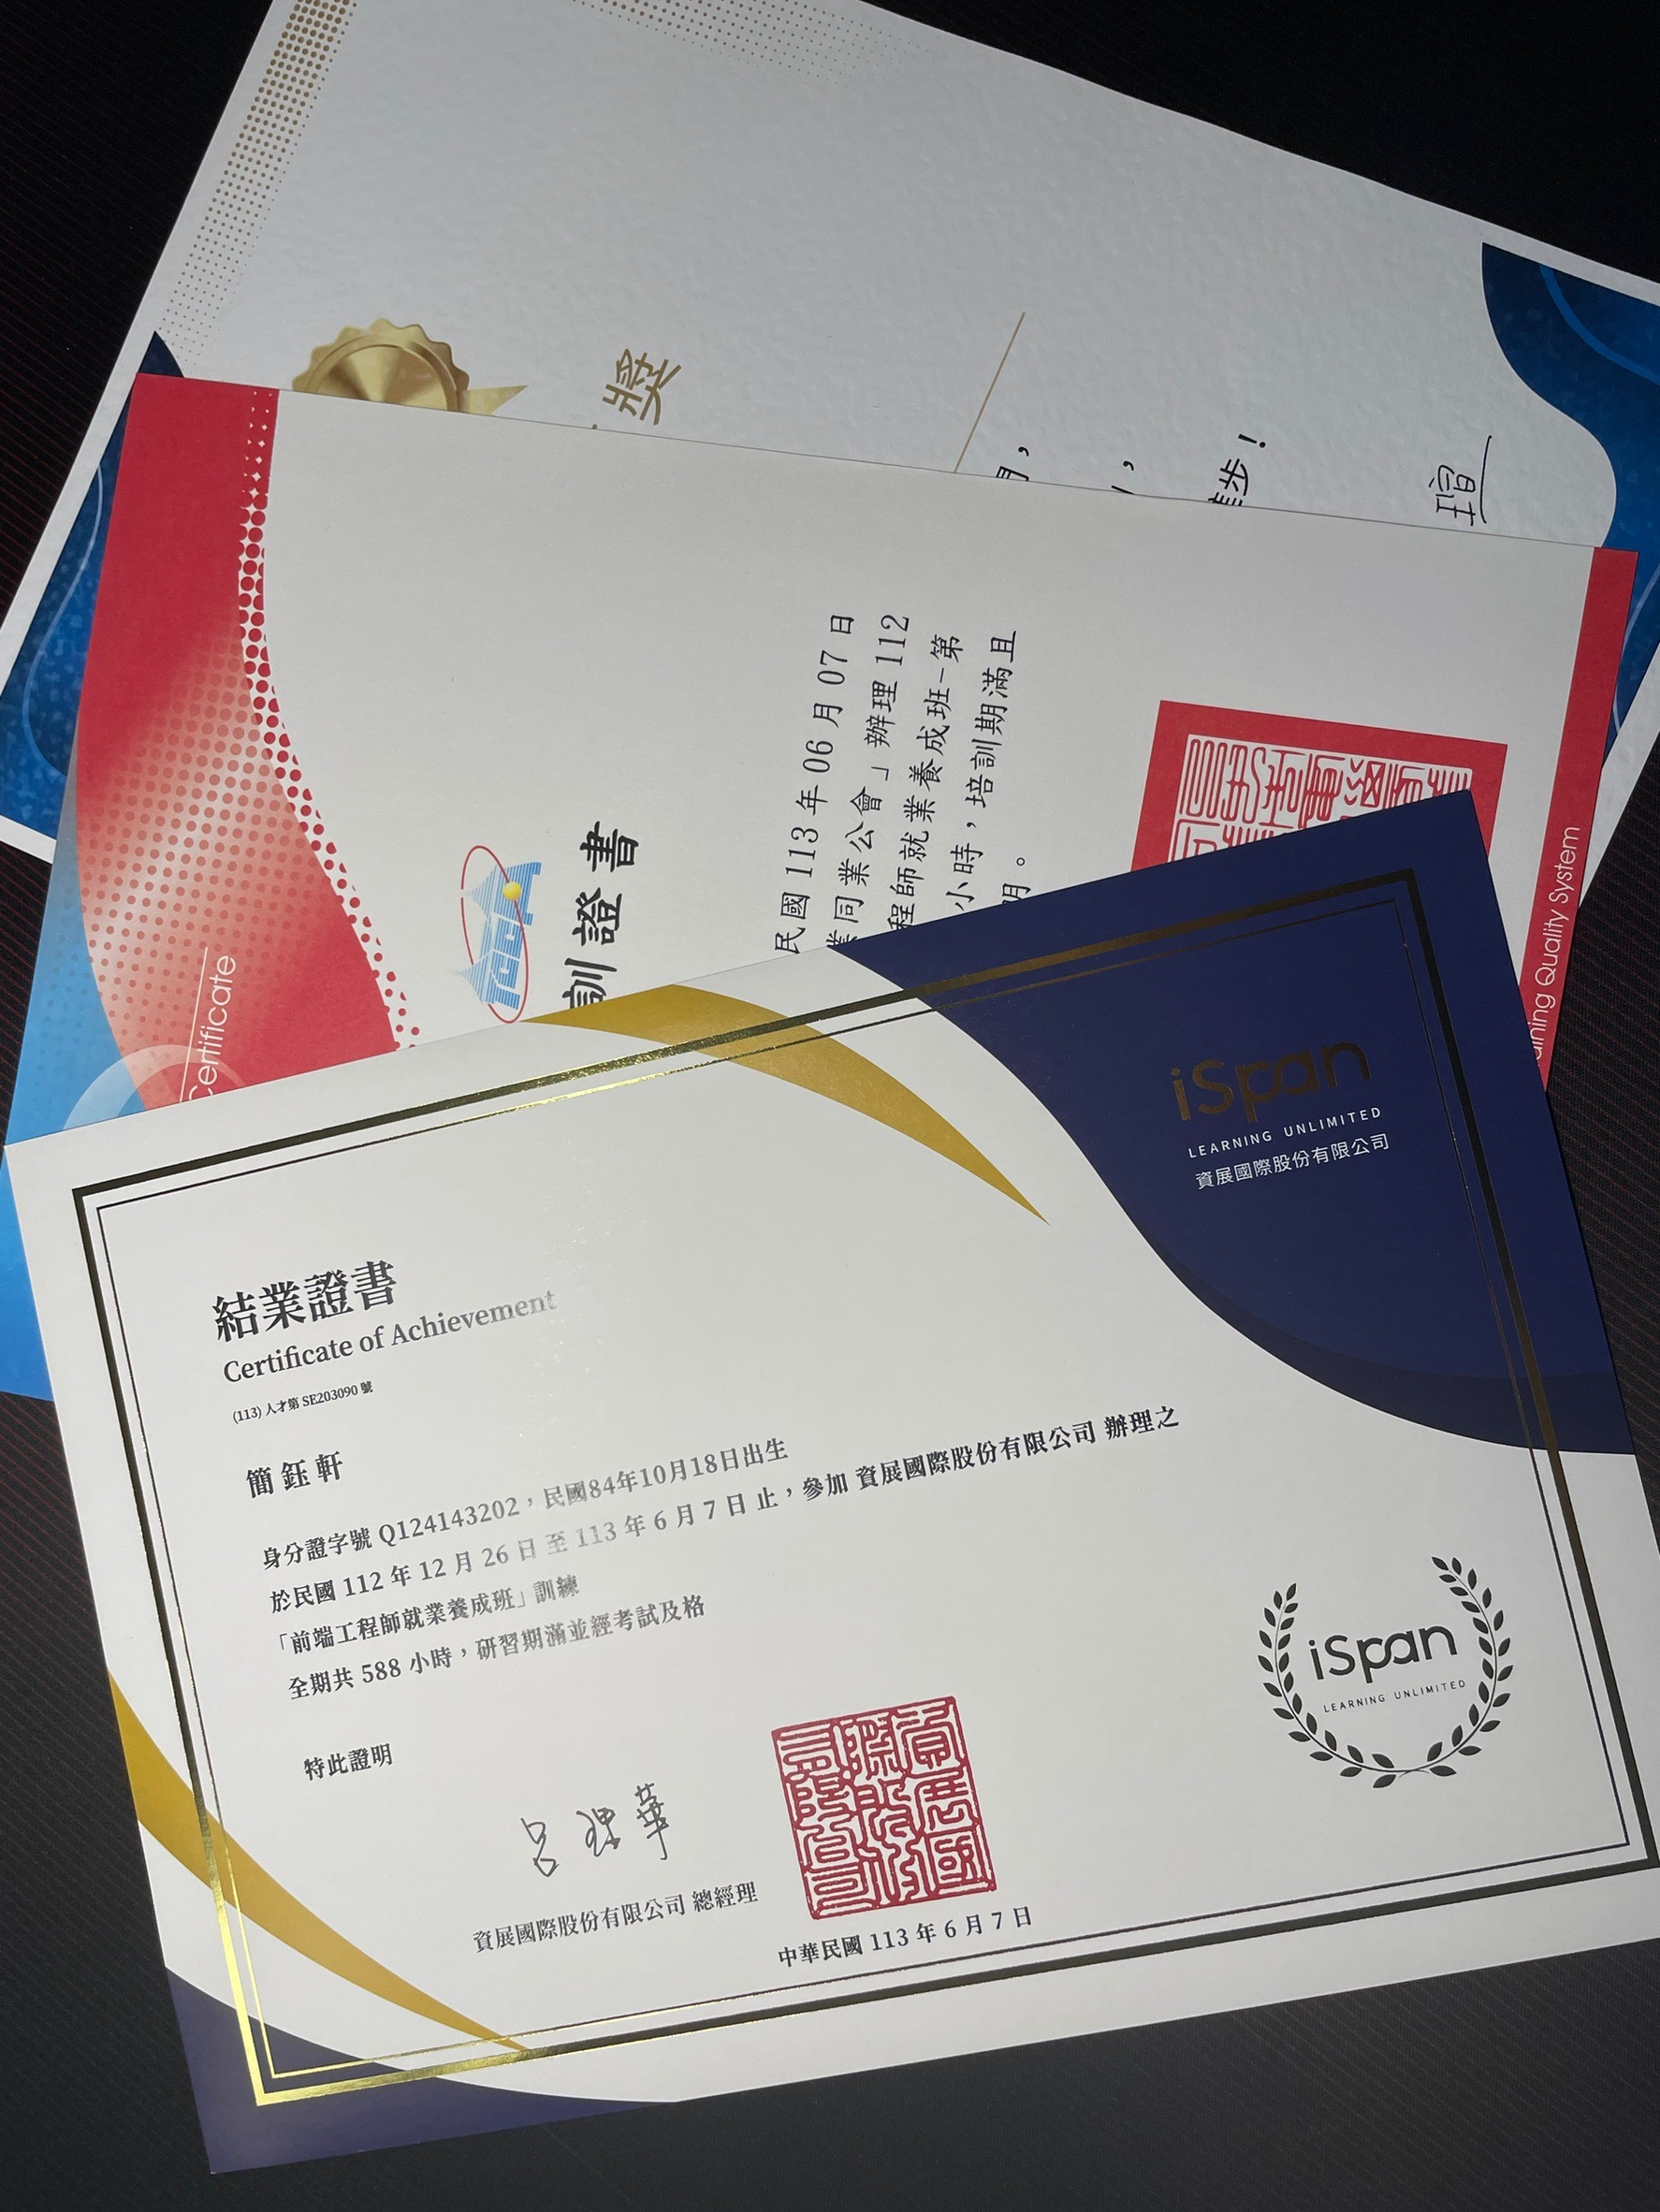 結業證書
Certificate of Achievement
(113) 人才第 SE203090 號
簡鈺軒
身分證字號 Q124143202，民國84年10月18日出生
於民國 112 年 12 月 26 日 至 113 年 6 月 7 日 止，參加 資展國際股份有限公司 辦理之
「前端工程師就業養成班」訓練
全期共 588 小時，研習期滿並經考試及格
特此證明
資展國際股份有限公司 總經理
中華民國 113 年 6 月 7 日
ispan
LEARNING UNLIMITED
資展國際股份有限公司
ispan
LEARNING UNLIMITED
Certificate
訓證書
民國 113 年 06 月 07 日
業同業公會」辦理 112
程師就業養成班-第
小時，培訓期滿且
明。
Quality System
獎
，
，
進步！
瑄